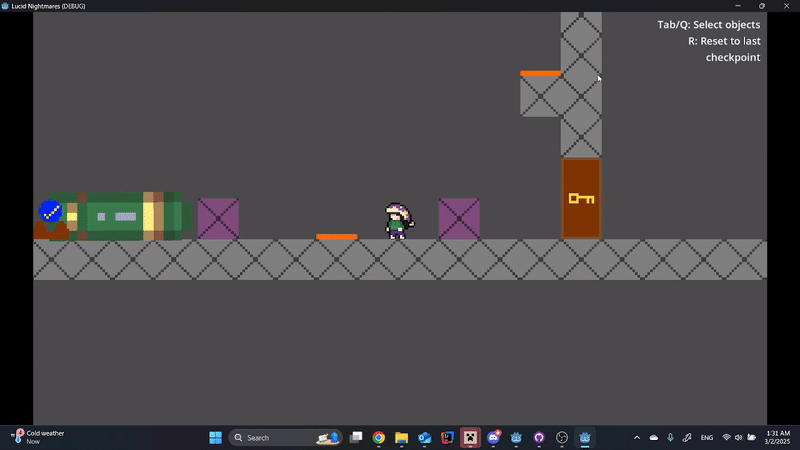 Lucid Nightmares (DEBUG)
Tab/Q: Select objects
R: Reset to last
checkpoint
4
Cold weather
Now
Search
ENG
1:31 AM
3/2/2025